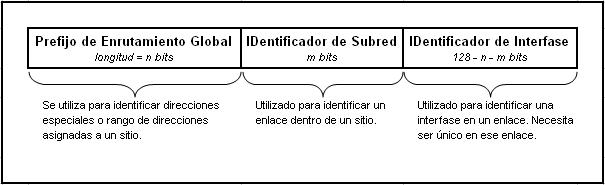 Prefijo de Enrutamiento Global
longitud = n bits
IDentificador de Subred
m bits
IDentificador de Interfase
128 - n - m bits
Se utiliza para identificar direcciones
especiales o rango de direcciones
asignadas a un sitio.
Utilizado para identificar un
enlace dentro de un sitio.
Utilizado para identificar una
interfase en un enlace. Necesita
ser único en ese enlace.